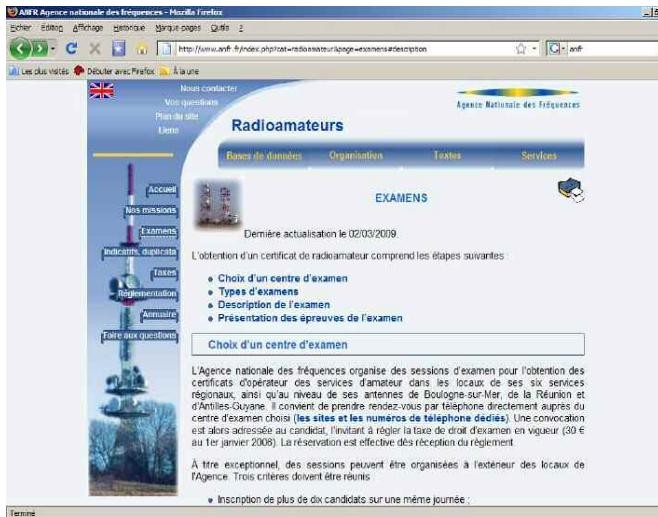 ANFR Agence nationale des fréquences - Mozilla Firefox
Fichier Édition Affichage Historique Marque-pages Outils ?
http://www.anfr.fr/index.php?cat=radioamateur&page=examens#description
anfr
Les plus visités Débuter avec Firefox À la une
Nous contacter
Vos questions
Plan du site
Liens
Agence Nationale des Fréquences
Radioamateurs
Bases de données Organisation Textes Services
Accueil
Nos missions
Examens
Indicatifs, duplicata
Taxes
Réglementation
Annuaire
Foire aux questions
EXAMENS
Dernière actualisation le 02/03/2009.
L'obtention d'un certificat de radioamateur comprend les étapes suivantes :
Choix d'un centre d'examen
Types d'examens
Description de l'examen
Présentation des épreuves de l'examen
Choix d'un centre d'examen
L'Agence nationale des fréquences organise des sessions d'examen pour l'obtention des
certificats d'opérateur des services d'amateur dans les locaux de ses six services
régionaux, ainsi qu'au niveau de ses antennes de Boulogne-sur-Mer, de la Réunion et
d'Antilles-Guyane. Il convient de prendre rendez-vous par téléphone directement auprès du
centre d'examen choisi (les sites et les numéros de téléphone dédiés). Une convocation
est alors adressée au candidat, l'invitant à régler la taxe de droit d'examen en vigueur (30 €
au 1er janvier 2008). La réservation est effective dès réception du règlement.
À titre exceptionnel, des sessions peuvent être organisées à l'extérieur des locaux de
l'Agence. Trois critères doivent être réunis :
Inscription de plus de dix candidats sur une même journée ;
Terminé